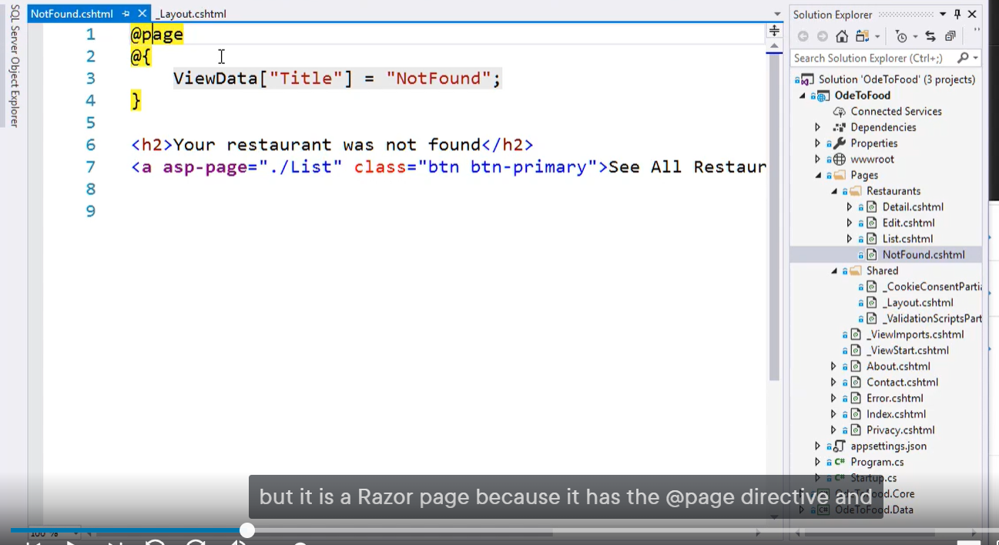 SQL Server Object Explorer
NotFound.cshtml
_Layout.cshtml
1 @page
2 @{
3 ViewData["Title"] = "NotFound";
4 }
5
6 <h2>Your restaurant was not found</h2>
7 <a asp-page="./List" class="btn btn-primary">See All Restaur
8
9
Solution Explorer
Search Solution Explorer (Ctrl+;)
Solution 'OdeToFood' (3 projects)
OdeToFood
Connected Services
Dependencies
Properties
wwwroot
Pages
Restaurants
Detail.cshtml
Edit.cshtml
List.cshtml
NotFound.cshtml
Shared
_CookieConsentPartia
_Layout.cshtml
_ValidationScriptsPart
_ViewImports.cshtml
_ViewStart.cshtml
About.cshtml
Contact.cshtml
Error.cshtml
Index.cshtml
Privacy.cshtml
appsettings.json
C# Program.cs
C# Startup.cs
OdeToFood.Core
C# OdeToFood.Data
but it is a Razor page because it has the @page directive and
100 %